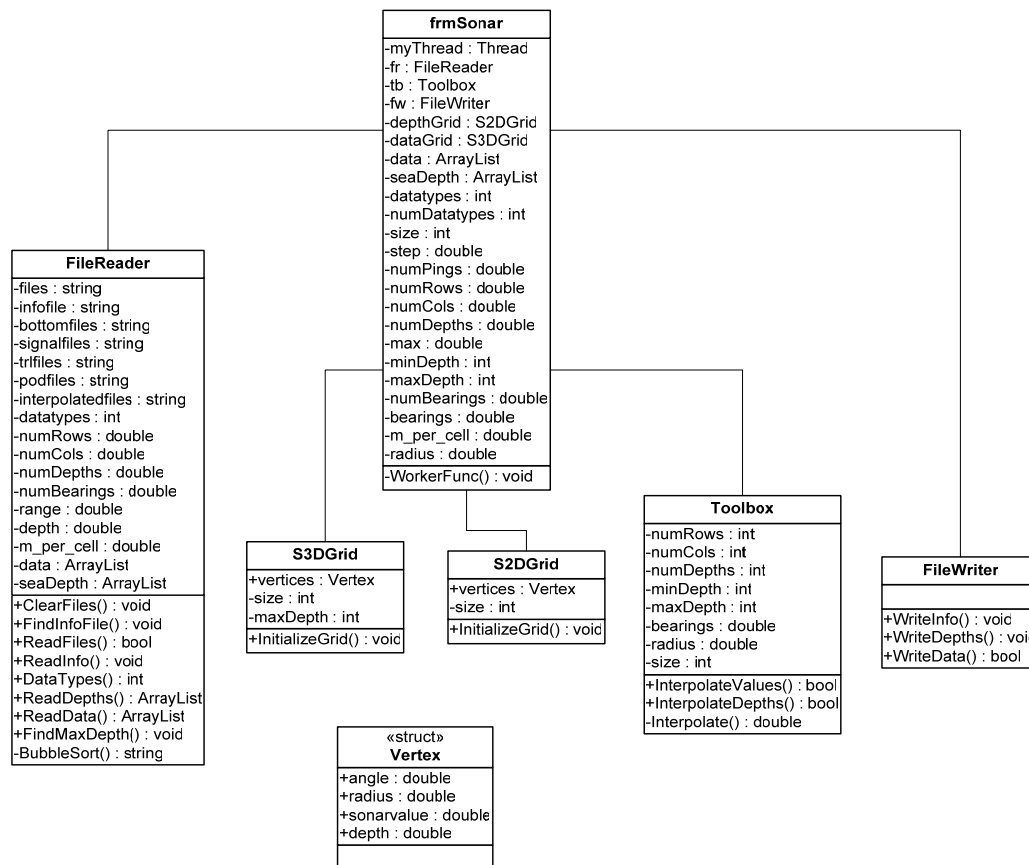 frmSonar
-myThread : Thread
-fr : FileReader
-tb : Toolbox
-fw : FileWriter
-depthGrid : S2DGrid
-dataGrid : S3DGrid
-data : ArrayList
-seaDepth : ArrayList
-datatypes : int
-numDatatypes : int
-size : int
-step : double
-numPings : double
-numRows : double
-numCols : double
-numDepths : double
-max : double
-minDepth : int
-maxDepth : int
-numBearings : double
-bearings : double
-m_per_cell : double
-radius : double
-WorkerFunc() : void
FileReader
-files : string
-infofile : string
-bottomfiles : string
-signalfiles : string
-trlfiles : string
-podfiles : string
-interpolatedfiles : string
-datatypes : int
-numRows : double
-numCols : double
-numDepths : double
-numBearings : double
-range : double
-depth : double
-m_per_cell : double
-data : ArrayList
-seaDepth : ArrayList
+ClearFiles() : void
+FindInfoFile() : void
+ReadFiles() : bool
+ReadInfo() : void
+DataTypes() : int
+ReadDepths() : ArrayList
+ReadData() : ArrayList
+FindMaxDepth() : void
-BubbleSort() : string
S3DGrid
+vertices : Vertex
-size : int
-maxDepth : int
+InitializeGrid() : void
S2DGrid
+vertices : Vertex
-size : int
+InitializeGrid() : void
Toolbox
-numRows : int
-numCols : int
-numDepths : int
-minDepth : int
-maxDepth : int
-bearings : double
-radius : double
-size : int
+InterpolateValues() : bool
+InterpolateDepths() : bool
-Interpolate() : double
FileWriter
+WriteInfo() : void
+WriteDepths() : void
+WriteData() : bool
«struct»
Vertex
+angle : double
+radius : double
+sonarvalue : double
+depth : double